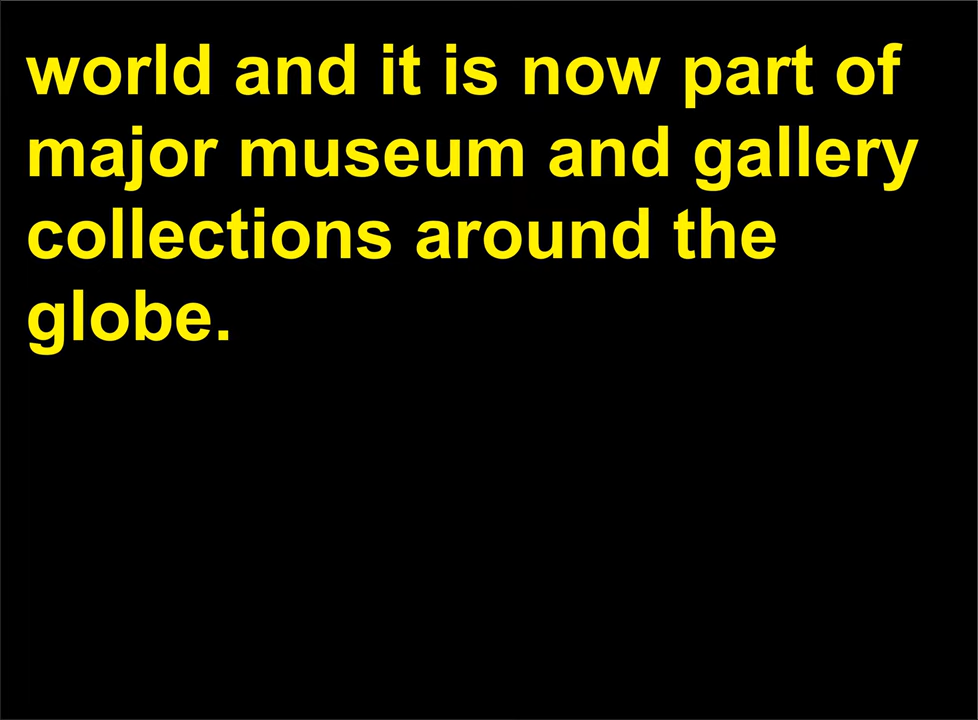 world and it is now part of
major museum and gallery
collections around the
globe.